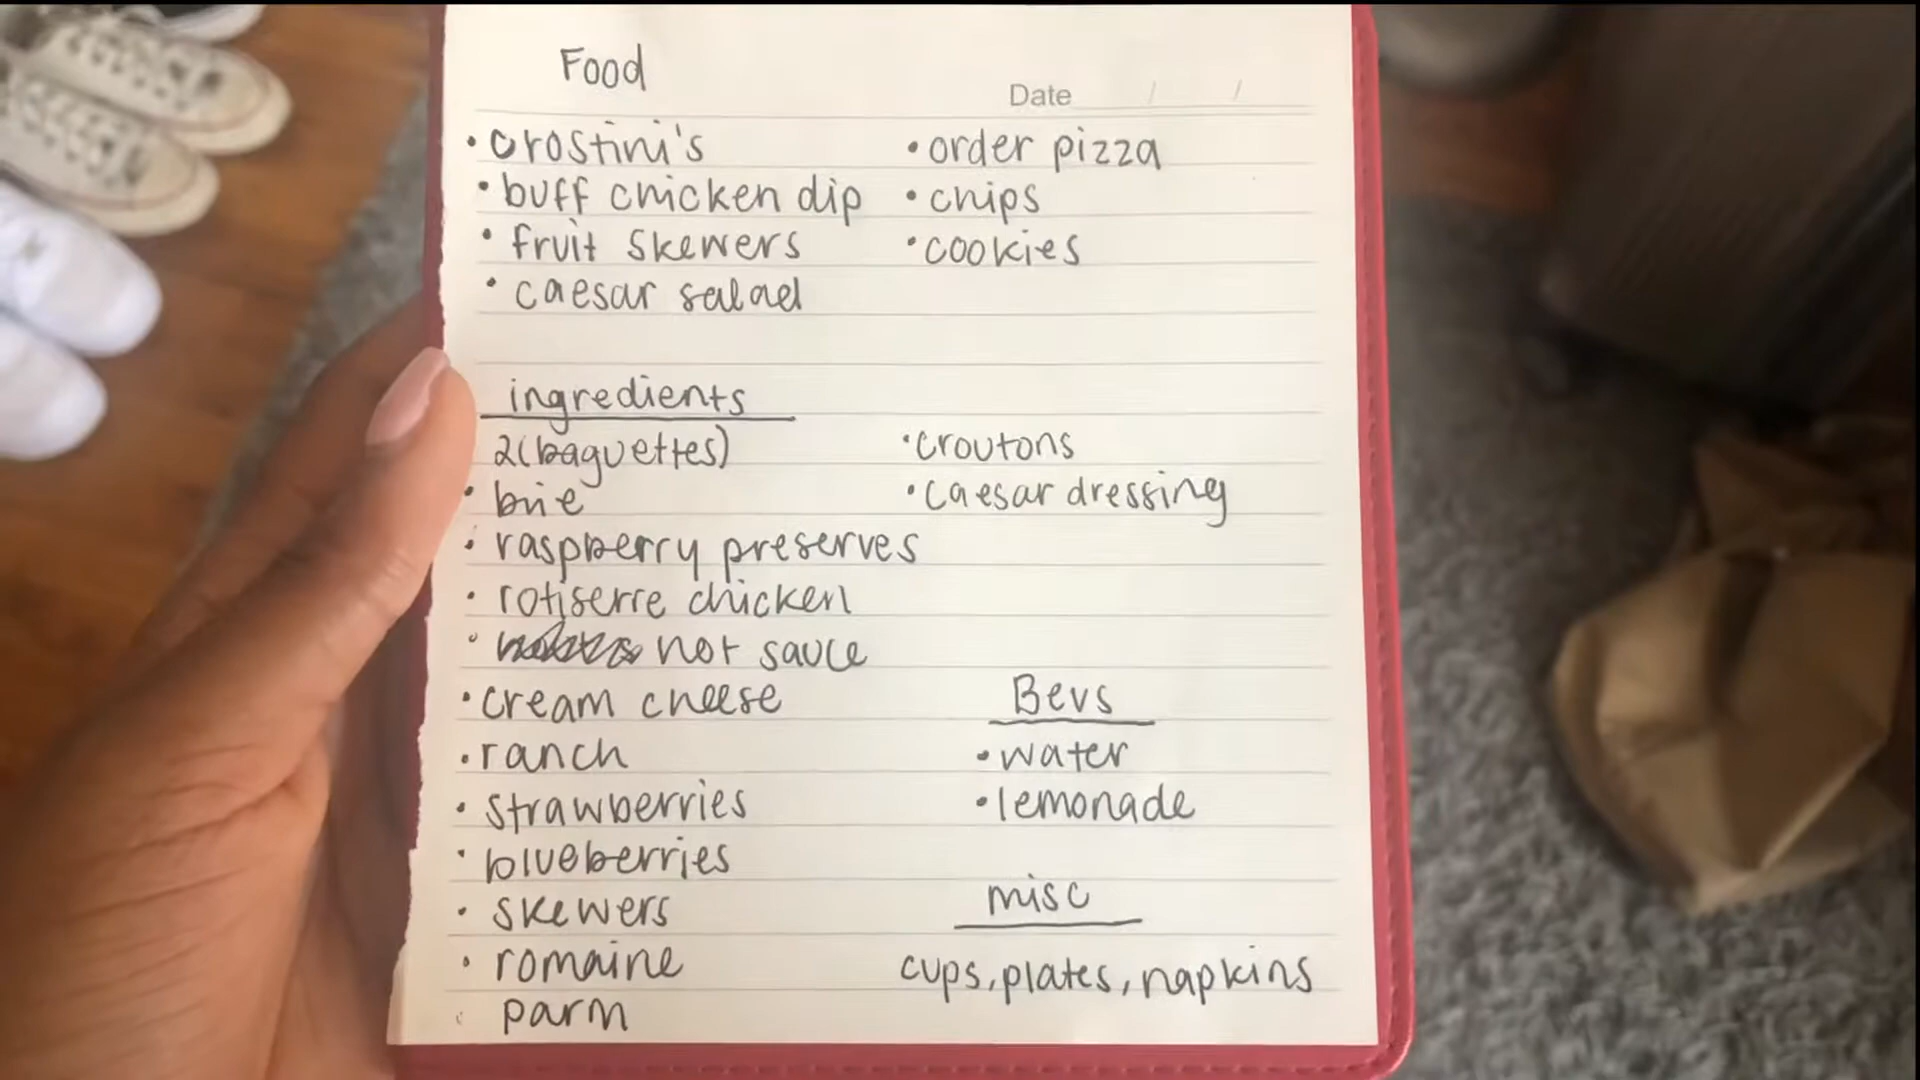 Food
Date / /
• crostini's
• buff chicken dip
• fruit skewers
• caesar salad
• order pizza
• chips
• cookies
ingredients
2(baguettes)
• brie
• raspberry preserves
• rotiserre chicken
• hot sauce
• cream cheese
• ranch
• strawberries
• blueberries
• skewers
• romaine
• parm
• croutons
• caesar dressing
Bevs
• water
• lemonade
misc
cups, plates, napkins